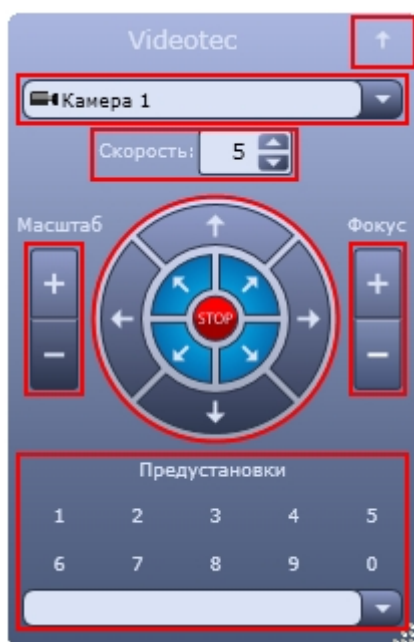 Videotec
Камера 1
Скорость: 5
Масштаб Фокус
+ +
STOP
– –
Предустановки
1 2 3 4 5
6 7 8 9 0